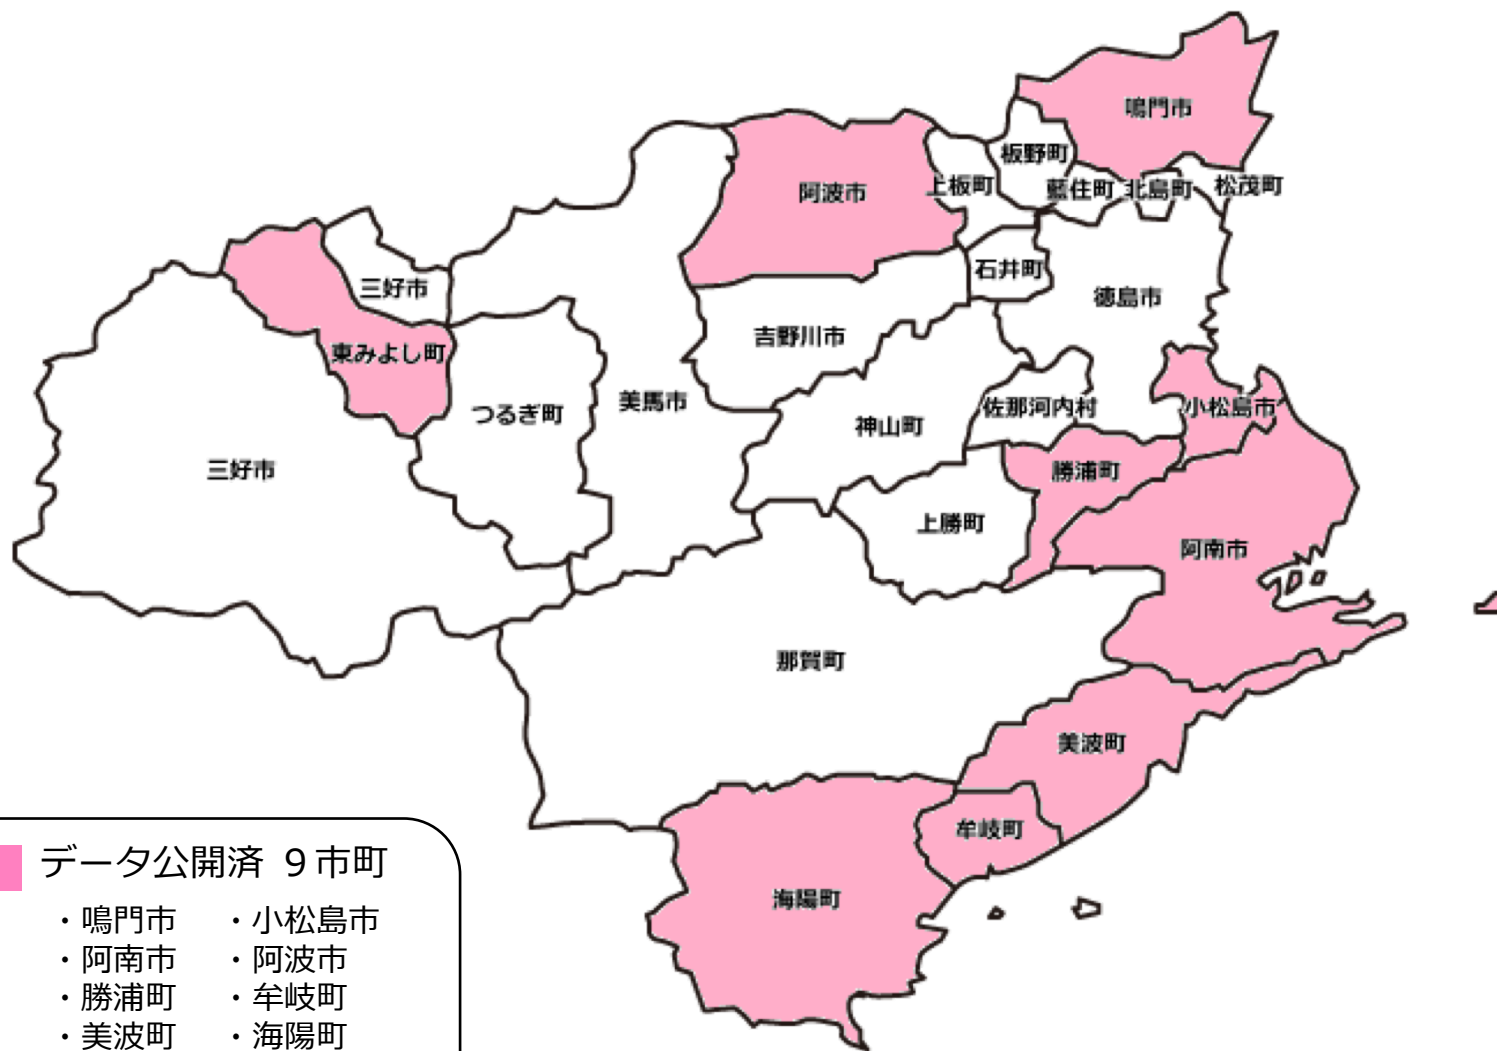 鳴門市
板野町
上板町
藍住町
北島町
松茂町
阿波市
石井町
三好市
徳島市
吉野川市
東みよし町
美馬市
つるぎ町
佐那河内村
小松島市
神山町
三好市
勝浦町
上勝町
阿南市
那賀町
美波町
牟岐町
海陽町
データ公開済 ９市町
・鳴門市 ・小松島市
・阿南市 ・阿波市
・勝浦町 ・牟岐町
・美波町 ・海陽町